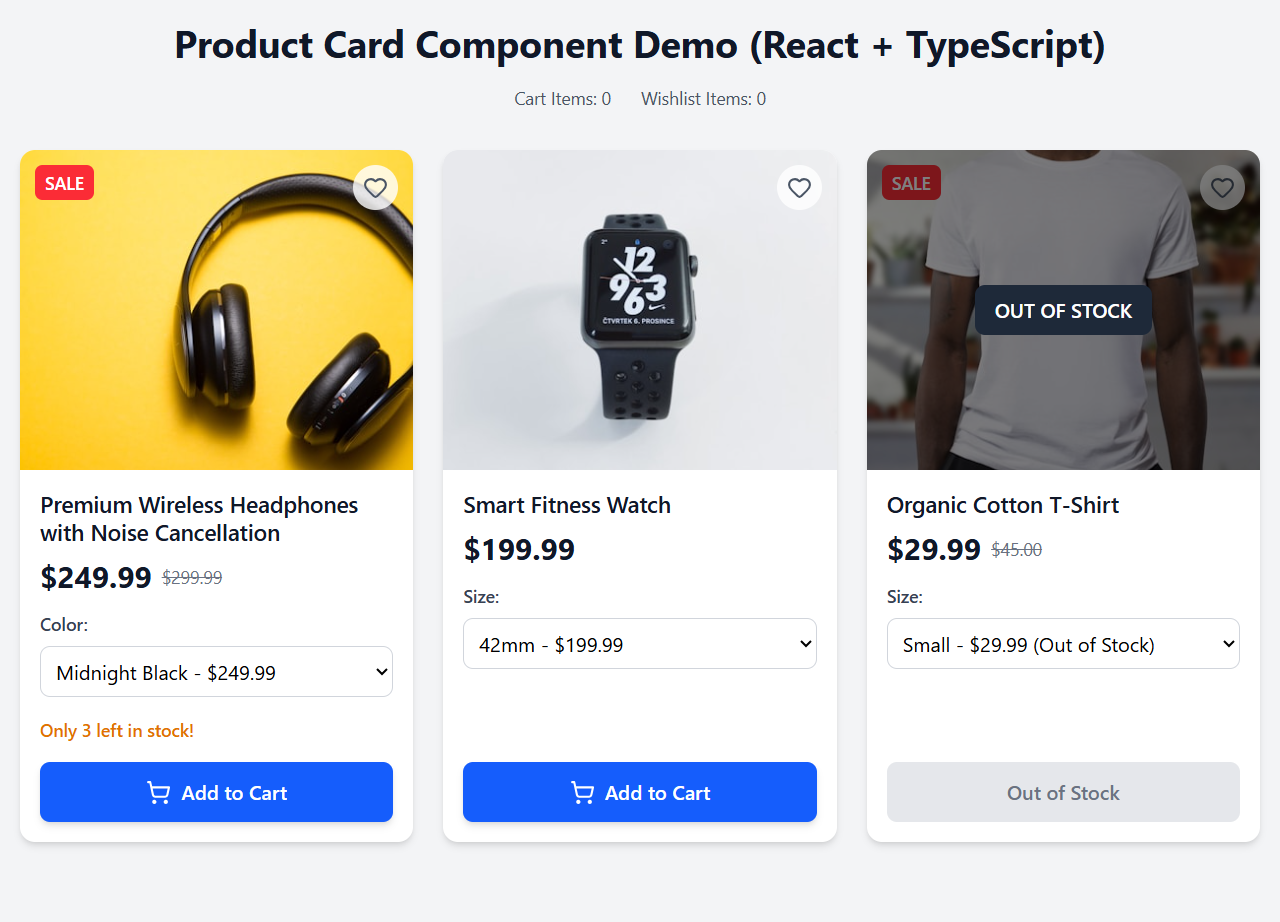 Product Card Component Demo (React + TypeScript)
Cart Items: 0
Wishlist Items: 0
SALE
Premium Wireless Headphones
with Noise Cancellation
$249.99 $299.99
Color:
Midnight Black - $249.99
Only 3 left in stock!
Add to Cart
12
9 3
6
ČTVRTEK 6. PROSINCE
Smart Fitness Watch
$199.99
Size:
42mm - $199.99
Add to Cart
SALE
OUT OF STOCK
Organic Cotton T-Shirt
$29.99 $45.00
Size:
Small - $29.99 (Out of Stock)
Out of Stock